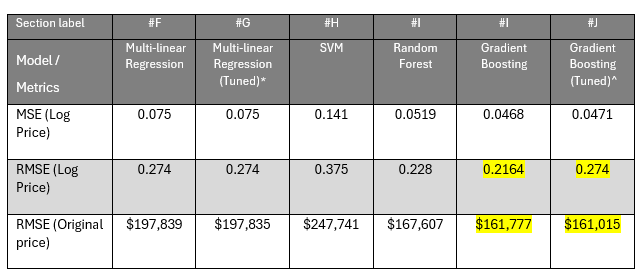 Section label #F #G #H #I #I #J
Model / Metrics Multi-linear Regression Multi-linear Regression (Tuned)* SVM Random Forest Gradient Boosting Gradient Boosting (Tuned)^
MSE (Log Price) 0.075 0.075 0.141 0.0519 0.0468 0.0471
RMSE (Log Price) 0.274 0.274 0.375 0.228 0.2164 0.274
RMSE (Original price) $197,839 $197,835 $247,741 $167,607 $161,777 $161,015